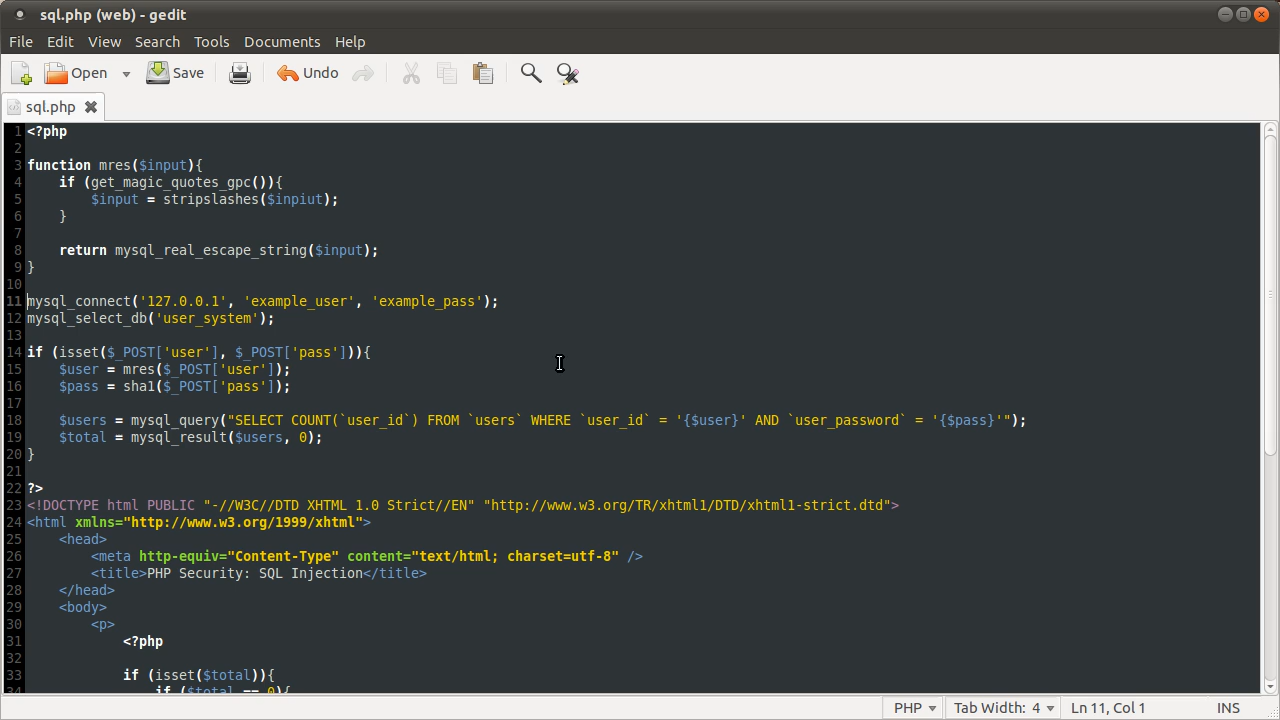 sql.php (web) - gedit
File Edit View Search Tools Documents Help
Open Save Undo
sql.php
1 <?php
2
3 function mres($input){
4     if (get_magic_quotes_gpc()){
5         $input = stripslashes($inpiut);
6     }
7
8     return mysql_real_escape_string($input);
9 }
10
11 mysql_connect('127.0.0.1', 'example_user', 'example_pass');
12 mysql_select_db('user_system');
13
14 if (isset($_POST['user'], $_POST['pass'])){
15     $user = mres($_POST['user']);
16     $pass = sha1($_POST['pass']);
17
18     $users = mysql_query("SELECT COUNT(`user_id`) FROM `users` WHERE `user_id` = '{$user}' AND `user_password` = '{$pass}'");
19     $total = mysql_result($users, 0);
20 }
21
22 ?>
23 <!DOCTYPE html PUBLIC "-//W3C//DTD XHTML 1.0 Strict//EN" "http://www.w3.org/TR/xhtml1/DTD/xhtml1-strict.dtd">
24 <html xmlns="http://www.w3.org/1999/xhtml">
25     <head>
26         <meta http-equiv="Content-Type" content="text/html; charset=utf-8" />
27         <title>PHP Security: SQL Injection</title>
28     </head>
29     <body>
30         <p>
31             <?php
32
33             if (isset($total)){
34                 if ($total == 0){
PHP Tab Width: 4 Ln 11, Col 1 INS